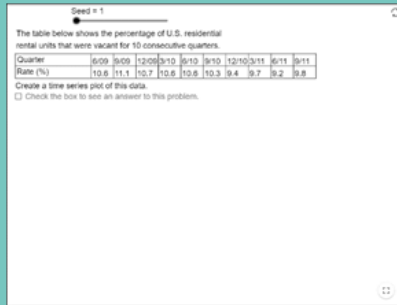 Seed = 1
The table below shows the percentage of U.S. residential
rental units that were vacant for 10 consecutive quarters.
Quarter 6/09 9/09 12/09 3/10 6/10 9/10 12/10 3/11 6/11 9/11
Rate (%) 10.6 11.1 10.7 10.6 10.6 10.3 9.4 9.7 9.2 9.8
Create a time series plot of this data.
Check the box to see an answer to this problem.